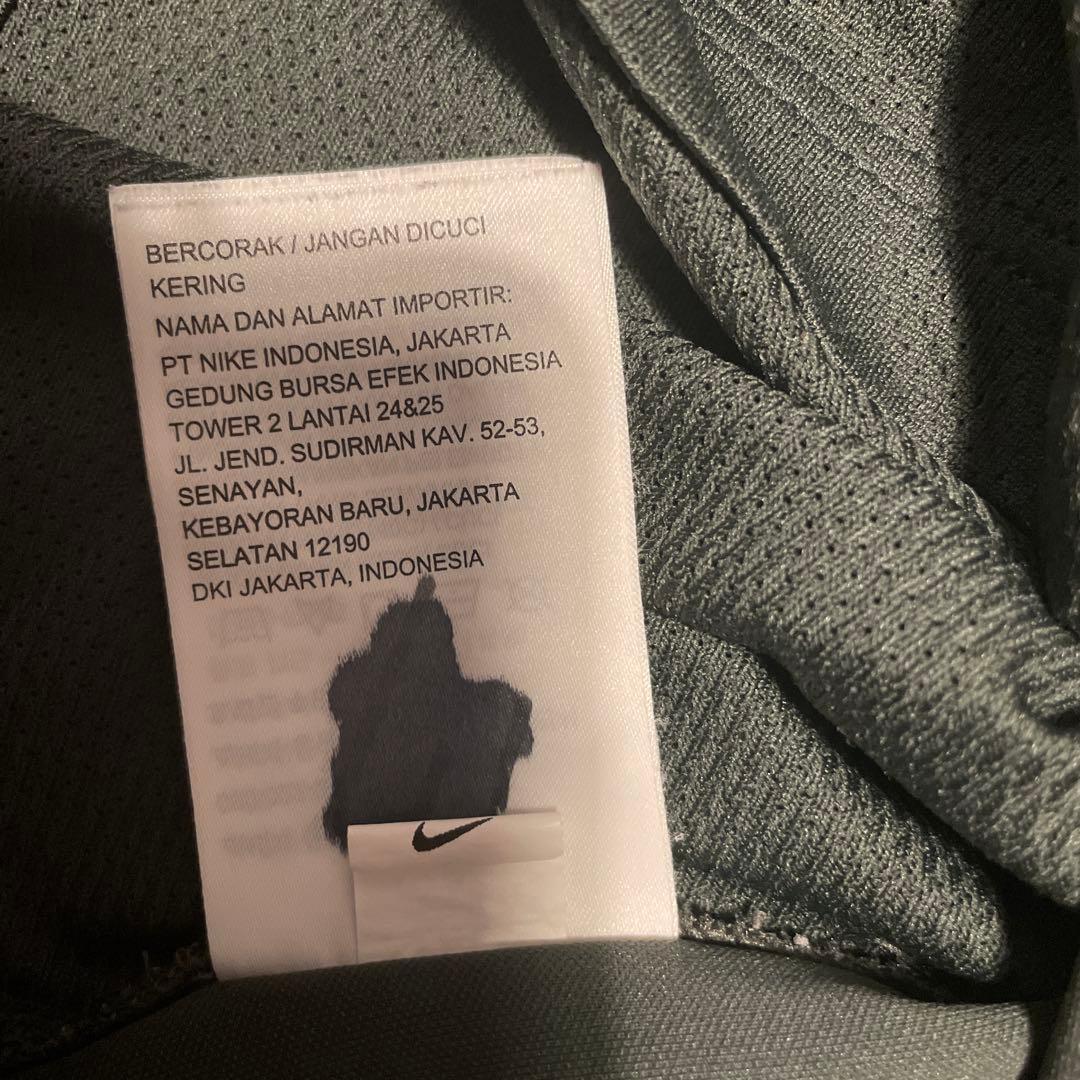 BERCORAK / JANGAN DICUCI
KERING
NAMA DAN ALAMAT IMPORTIR:
PT NIKE INDONESIA, JAKARTA
GEDUNG BURSA EFEK INDONESIA
TOWER 2 LANTAI 24&25
JL. JEND. SUDIRMAN KAV. 52-53,
SENAYAN,
KEBAYORAN BARU, JAKARTA
SELATAN 12190
DKI JAKARTA, INDONESIA